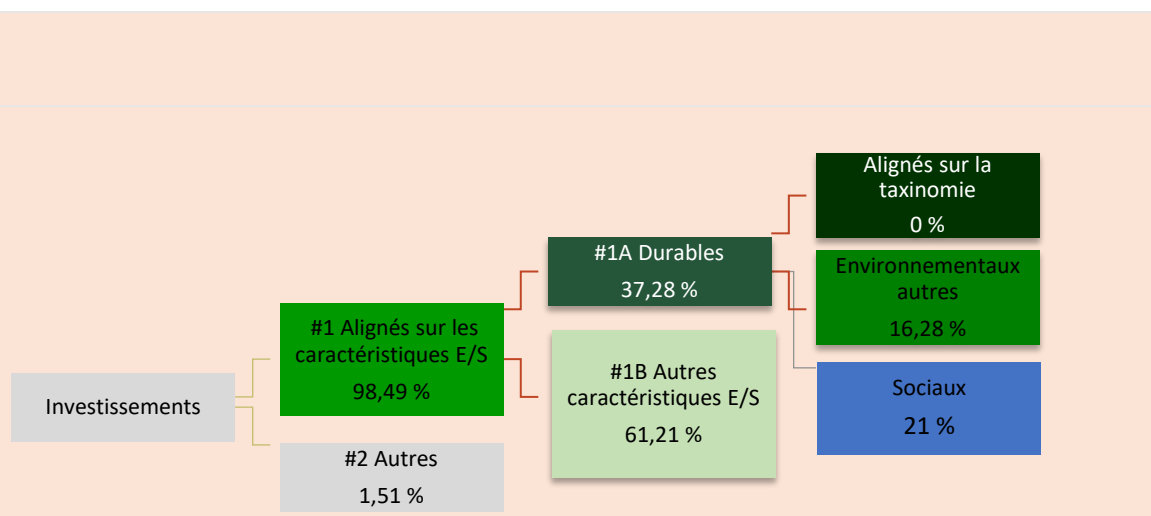 Investissements
#1 Alignés sur les
caractéristiques E/S
98,49 %
#2 Autres
1,51 %
#1A Durables
37,28 %
#1B Autres
caractéristiques E/S
61,21 %
Alignés sur la
taxinomie
0 %
Environnementaux
autres
16,28 %
Sociaux
21 %